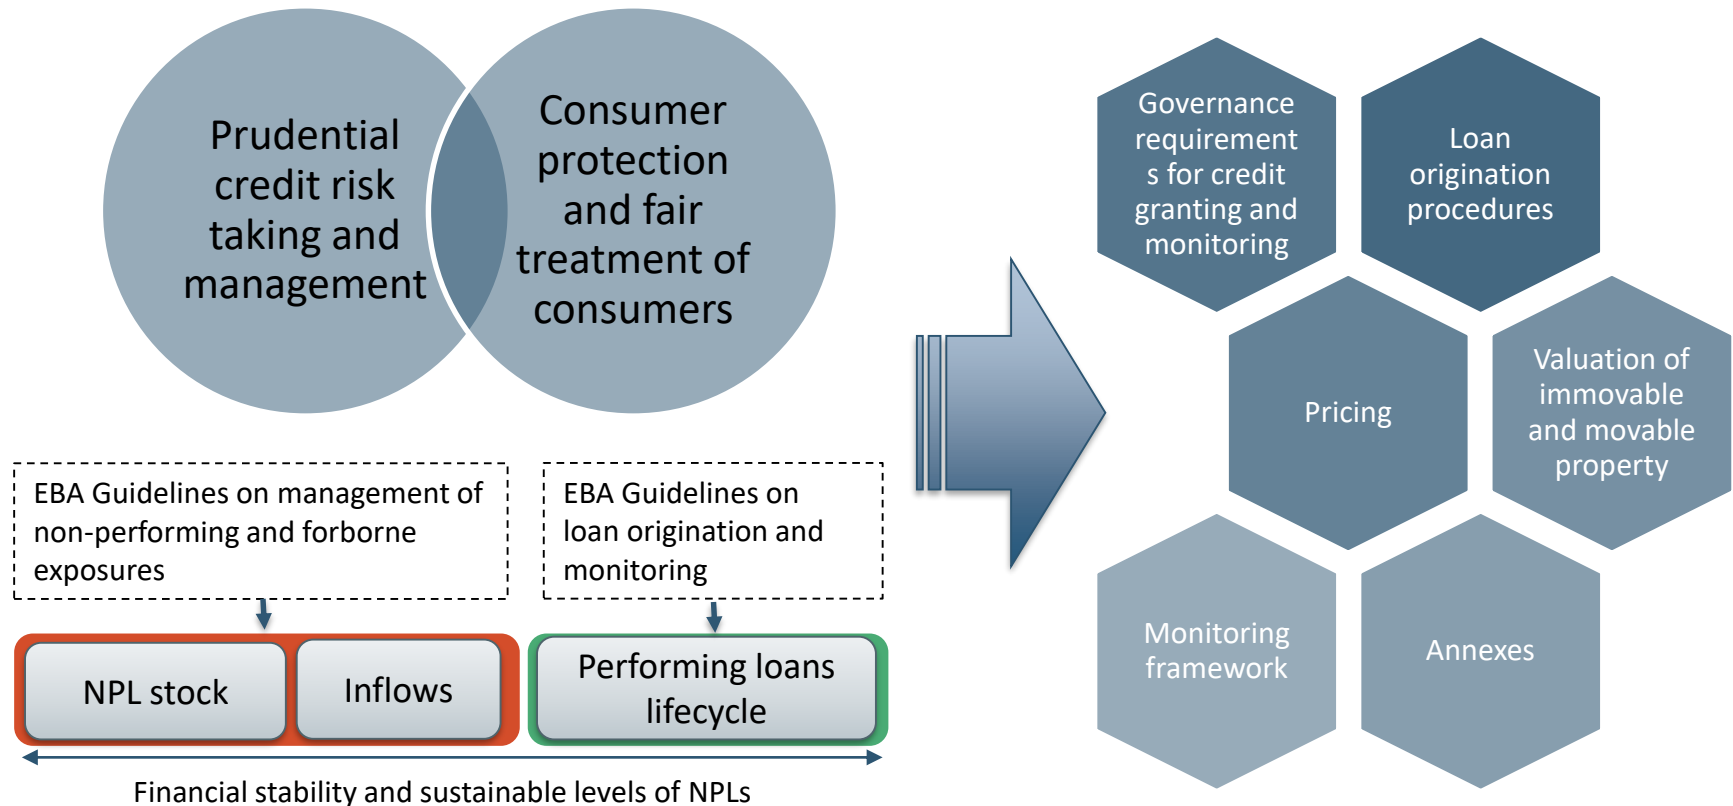 Prudential
credit risk
taking and
management
Consumer
protection
and fair
treatment of
consumers
EBA Guidelines on management of
non-performing and forborne
exposures
EBA Guidelines on
loan origination and
monitoring
NPL stock
Inflows
Performing loans
lifecycle
Financial stability and sustainable levels of NPLs
Governance
requirement
s for credit
granting and
monitoring
Loan
origination
procedures
Pricing
Valuation of
immovable
and movable
property
Monitoring
framework
Annexes